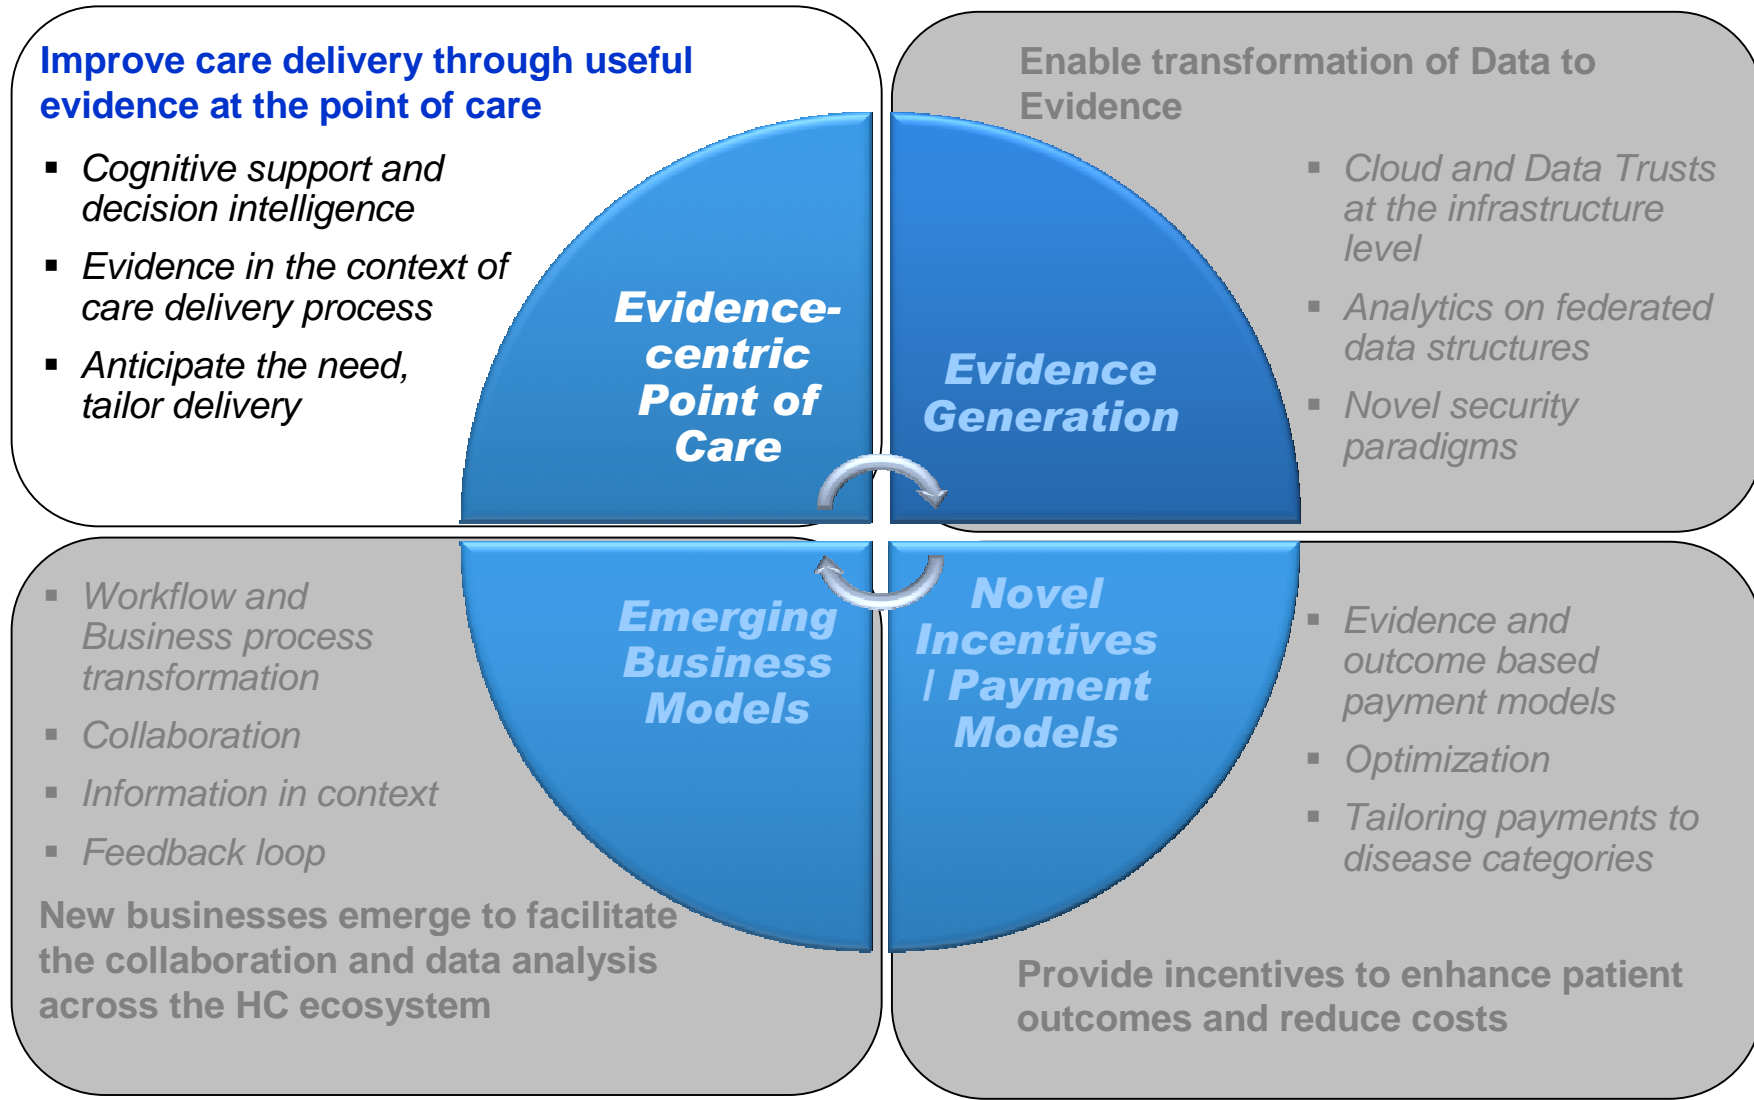 Improve care delivery through useful
evidence at the point of care
▪ Cognitive support and
decision intelligence
▪ Evidence in the context of
care delivery process
▪ Anticipate the need,
tailor delivery
Evidence-
centric
Point of
Care
Enable transformation of Data to
Evidence
▪ Cloud and Data Trusts
at the infrastructure
level
▪ Analytics on federated
data structures
▪ Novel security
paradigms
Evidence
Generation
▪ Workflow and
Business process
transformation
▪ Collaboration
▪ Information in context
▪ Feedback loop
New businesses emerge to facilitate
the collaboration and data analysis
across the HC ecosystem
Emerging
Business
Models
Novel
Incentives
/ Payment
Models
▪ Evidence and
outcome based
payment models
▪ Optimization
▪ Tailoring payments to
disease categories
Provide incentives to enhance patient
outcomes and reduce costs